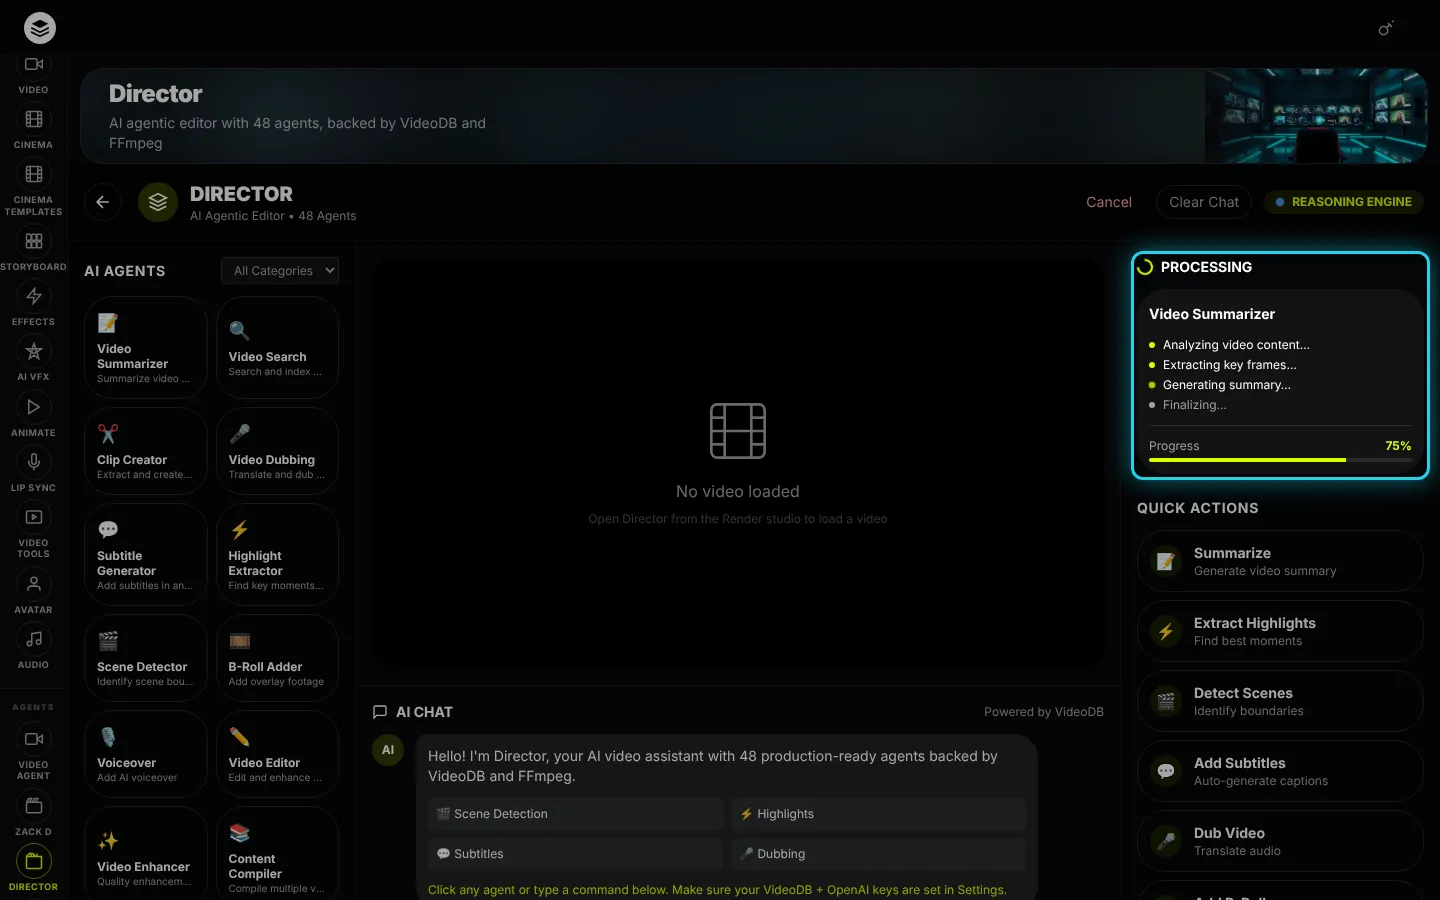 VIDEO
CINEMA
CINEMA
TEMPLATES
STORYBOARD
EFFECTS
AI VFX
ANIMATE
LIP SYNC
VIDEO
TOOLS
AVATAR
AUDIO
AGENTS
VIDEO
AGENT
ZACK D
DIRECTOR
Director
AI agentic editor with 48 agents, backed by VideoDB and
FFmpeg
DIRECTOR
AI Agentic Editor • 48 Agents
Cancel
Clear Chat
REASONING ENGINE
AI AGENTS
All Categories
Video
Summarizer
Summarize video ...
Video Search
Search and index ...
Clip Creator
Extract and create...
Video Dubbing
Translate and dub ...
Subtitle
Generator
Add subtitles in an...
Highlight
Extractor
Find key moments...
Scene Detector
Identify scene bou...
B-Roll Adder
Add overlay footage
Voiceover
Add AI voiceover
Video Editor
Edit and enhance ...
Video Enhancer
Quality enhancem...
Content
Compiler
Compile multiple v...
No video loaded
Open Director from the Render studio to load a video
AI CHAT
Powered by VideoDB
AI
Hello! I'm Director, your AI video assistant with 48 production-ready agents backed by
VideoDB and FFmpeg.
Scene Detection
Highlights
Subtitles
Dubbing
Click any agent or type a command below. Make sure your VideoDB + OpenAI keys are set in Settings.
PROCESSING
Video Summarizer
Analyzing video content...
Extracting key frames...
Generating summary...
Finalizing...
Progress
75%
QUICK ACTIONS
Summarize
Generate video summary
Extract Highlights
Find best moments
Detect Scenes
Identify boundaries
Add Subtitles
Auto-generate captions
Dub Video
Translate audio